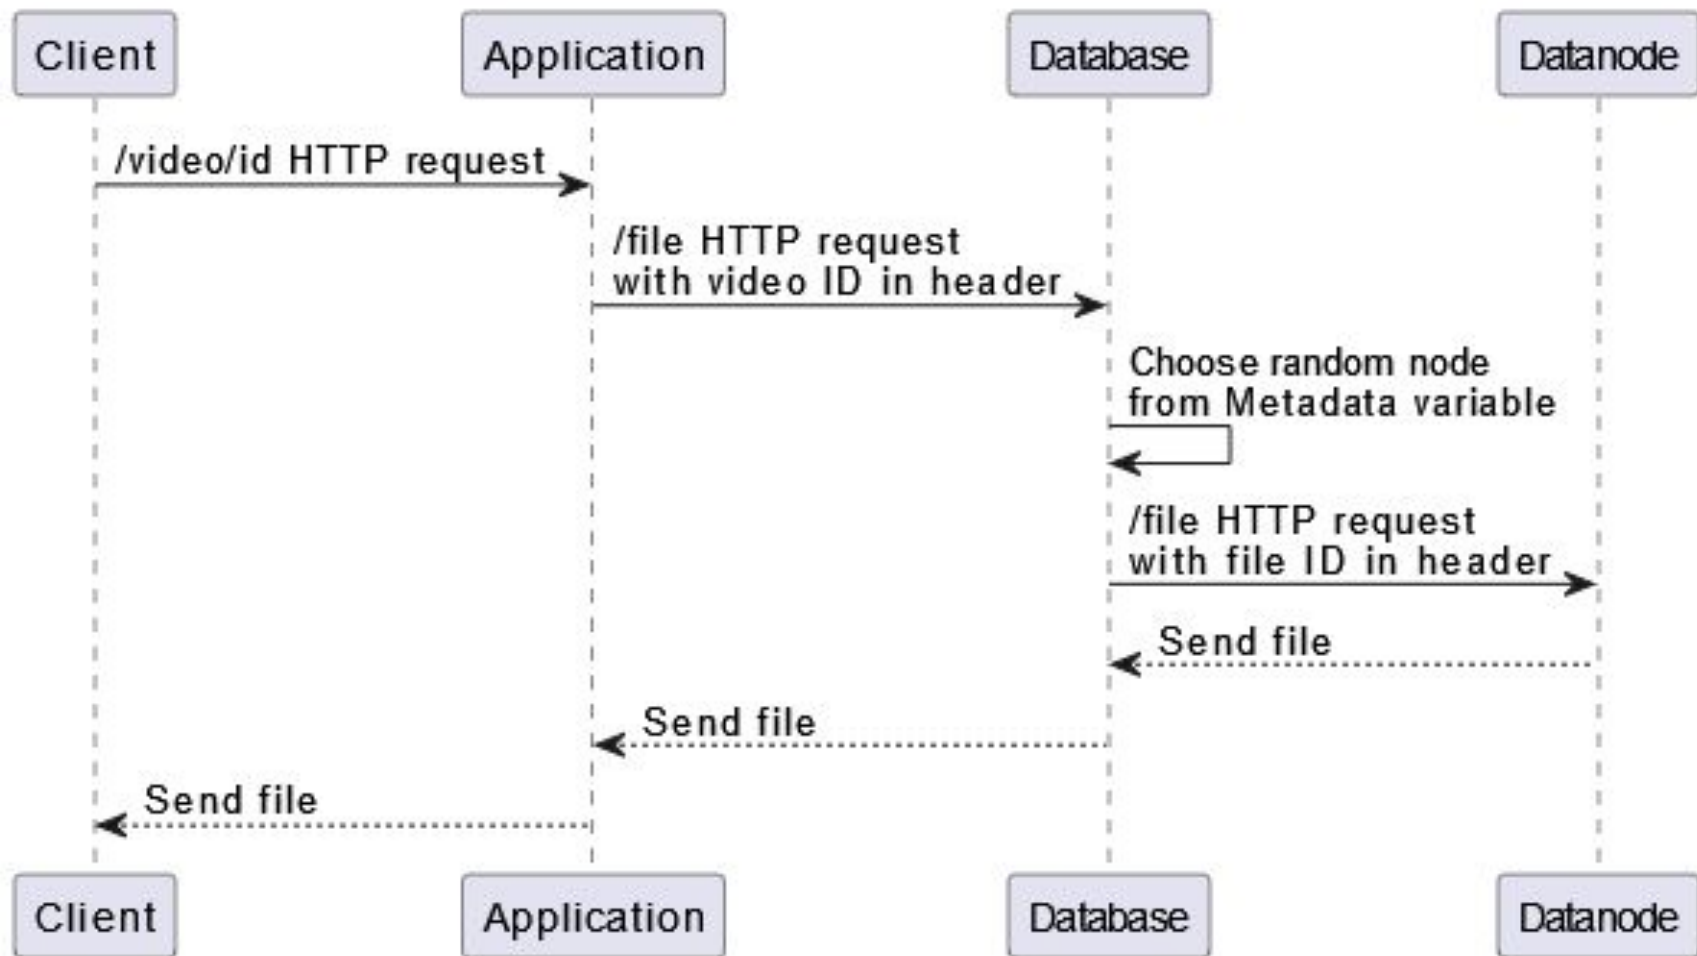 Client
Application
Database
Datanode
/video/id HTTP request
/file HTTP request
with video ID in header
Choose random node
from Metadata variable
/file HTTP request
with file ID in header
Send file
Send file
Send file
Client
Application
Database
Datanode